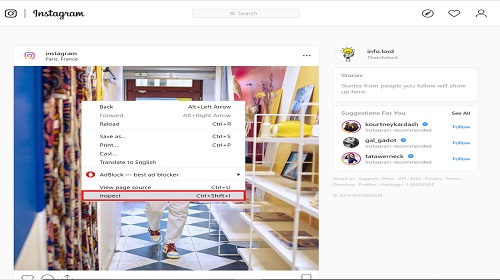 Instagram
Search
instagram
Paris, France
Back Alt+Left Arrow
Forward Alt+Right Arrow
Reload Ctrl+R
Save as... Ctrl+S
Print... Ctrl+P
Cast...
Translate to English
AdBlock — best ad blocker
View page source Ctrl+U
Inspect Ctrl+Shift+I
info.lord
Theinfolord
Stories
Stories from people you follow will show
up here.
Suggestions For You See All
kourtneykardash
Instagram recommended
Follow
gal_gadot
Instagram recommended
Follow
tatawerneck
Instagram recommended
Follow
About us · Support · Press · API · Jobs · Privacy · Terms ·
Directory · Profiles · Hashtags · LANGUAGE
© 2019 INSTAGRAM